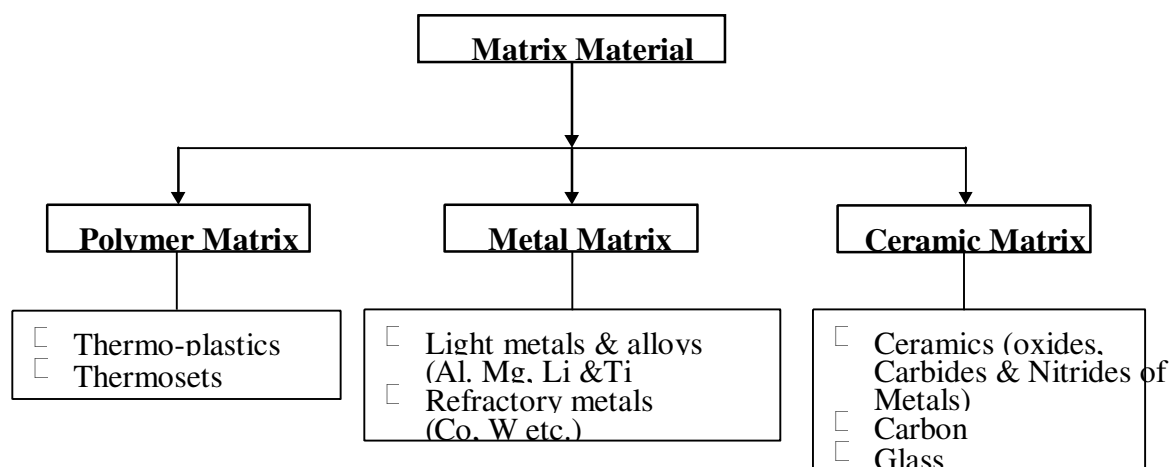 Matrix Material
Polymer Matrix
Metal Matrix
Ceramic Matrix
Thermo-plastics
Thermosets
Light metals & alloys
(Al, Mg, Li &Ti
Refractory metals
(Co, W etc.)
Ceramics (oxides,
Carbides & Nitrides of
Metals)
Carbon
Glass